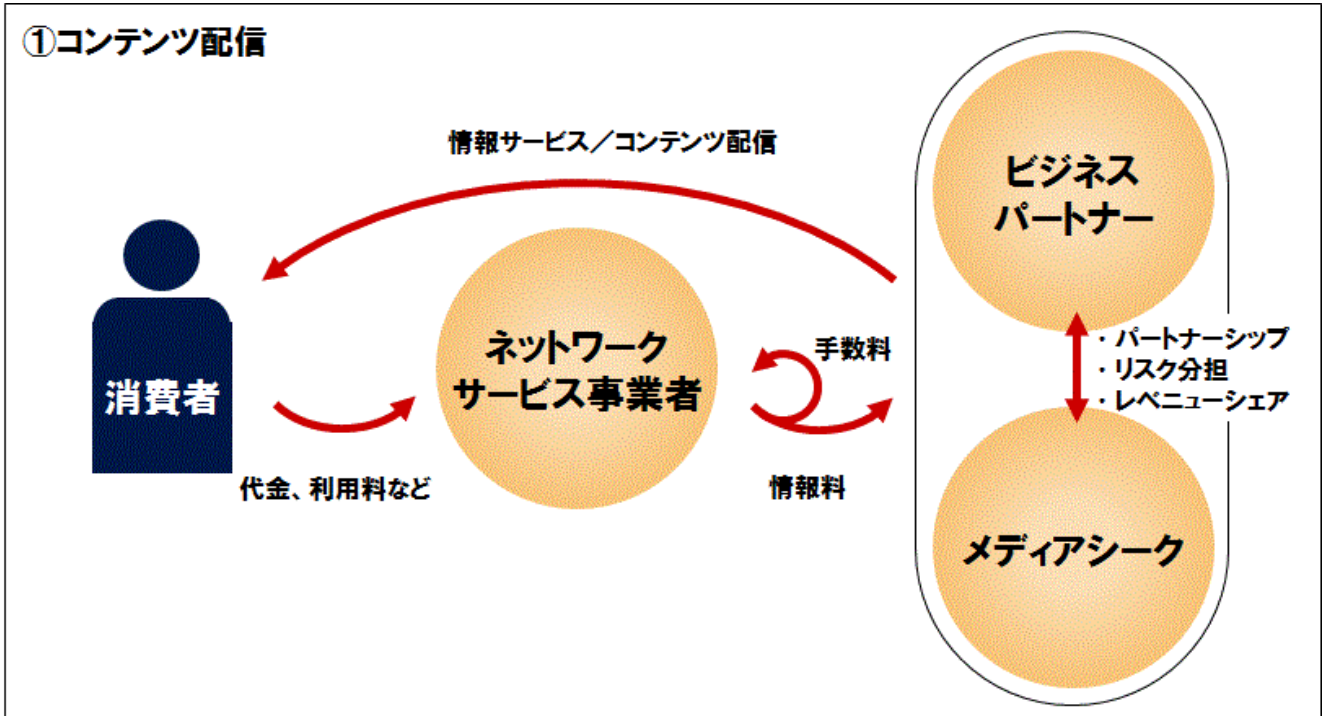 ①コンテンツ配信
情報サービス／コンテンツ配信
ビジネス
パートナー
消費者
ネットワーク
サービス事業者
手数料
・パートナーシップ
・リスク分担
・レベニューシェア
代金、利用料など
情報料
メディアシーク